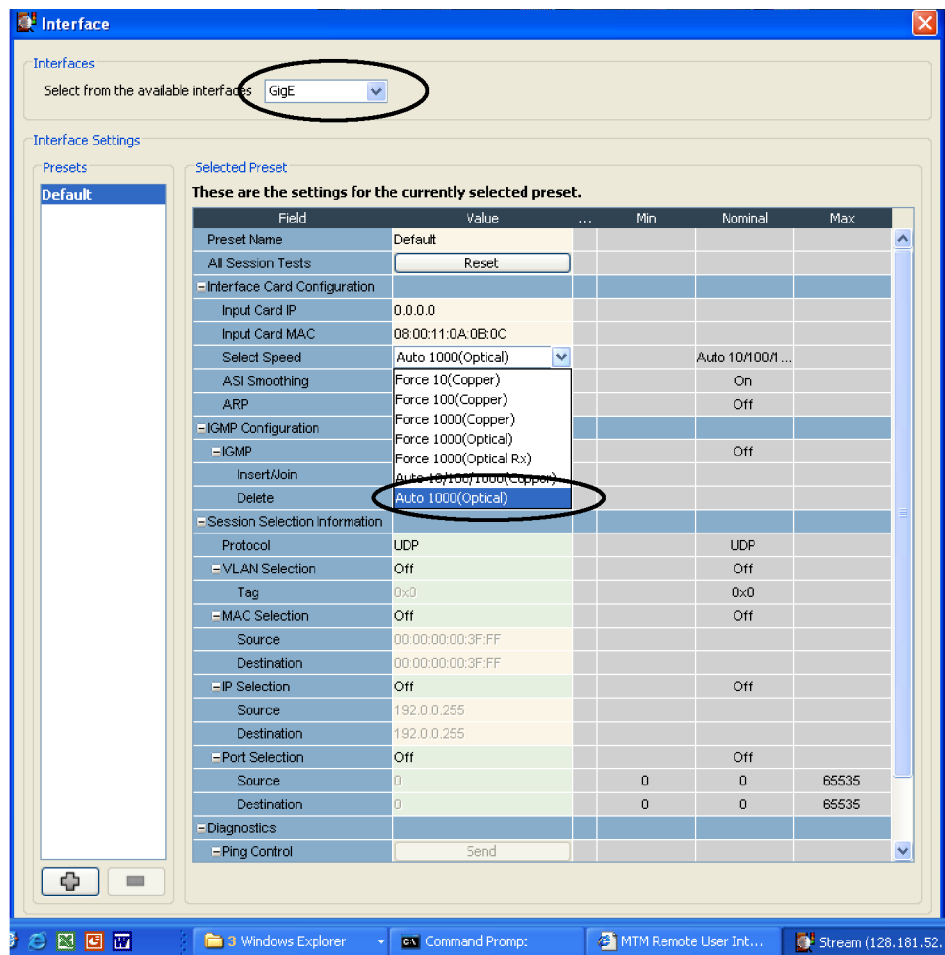 Interface
Interfaces
Select from the available interfaces GigE
Interface Settings
Presets
Selected Preset
Default
These are the settings for the currently selected preset.
Field Value ... Min Nominal Max
Preset Name Default
All Session Tests Reset
Interface Card Configuration
Input Card IP 0.0.0.0
Input Card MAC 08:00:11:0A:0B:0C
Select Speed Auto 1000(Optical) Auto 10/100/1...
Force 10(Copper)
ASI Smoothing On
Force 100(Copper)
ARP Off
Force 1000(Copper)
IGMP Configuration
Force 1000(Optical)
IGMP Off
Force 1000(Optical Rx)
Insert/Join
Auto 10/100/1000(Copper)
Delete
Auto 1000(Optical)
Session Selection Information
Protocol UDP UDP
VLAN Selection Off Off
Tag 0x0 0x0
MAC Selection Off Off
Source 00:00:00:00:3F:FF
Destination 00:00:00:00:3F:FF
IP Selection Off Off
Source 192.0.0.255
Destination 192.0.0.255
Port Selection Off Off
Source 0 0 0 65535
Destination 0 0 0 65535
Diagnostics
Ping Control Send
3 Windows Explorer
Command Promp:
MTM Remote User Int...
Stream (128.181.52.